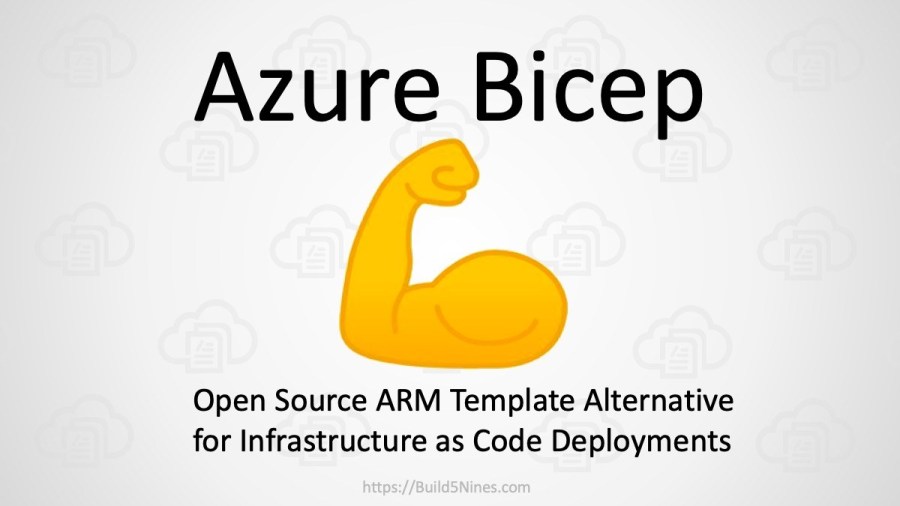 Azure Bicep
Open Source ARM Template Alternative
for Infrastructure as Code Deployments
https://Build5Nines.com